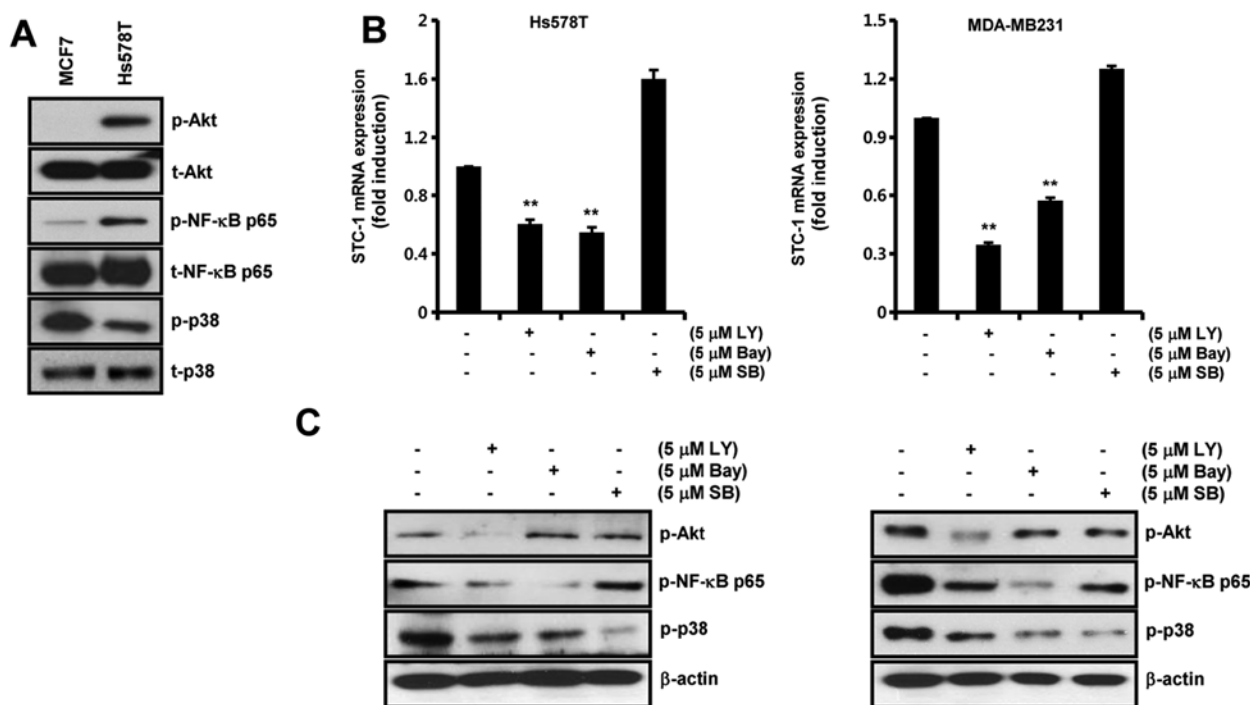 A
MCF7
Hs578T
p-Akt
t-Akt
p-NF-κB p65
t-NF-κB p65
p-p38
t-p38
B
Hs578T
STC-1 mRNA expression
(fold induction)
2
1.6
1.2
0.8
0.4
0
**
**
- + - - (5 μM LY)
- - + - (5 μM Bay)
- - - + (5 μM SB)
MDA-MB231
STC-1 mRNA expression
(fold induction)
1.5
1.2
0.9
0.6
0.3
0
**
**
- + - - (5 μM LY)
- - + - (5 μM Bay)
- - - + (5 μM SB)
C
- + - - (5 μM LY)
- - + - (5 μM Bay)
- - - + (5 μM SB)
p-Akt
p-NF-κB p65
p-p38
β-actin
- + - - (5 μM LY)
- - + - (5 μM Bay)
- - - + (5 μM SB)
p-Akt
p-NF-κB p65
p-p38
β-actin